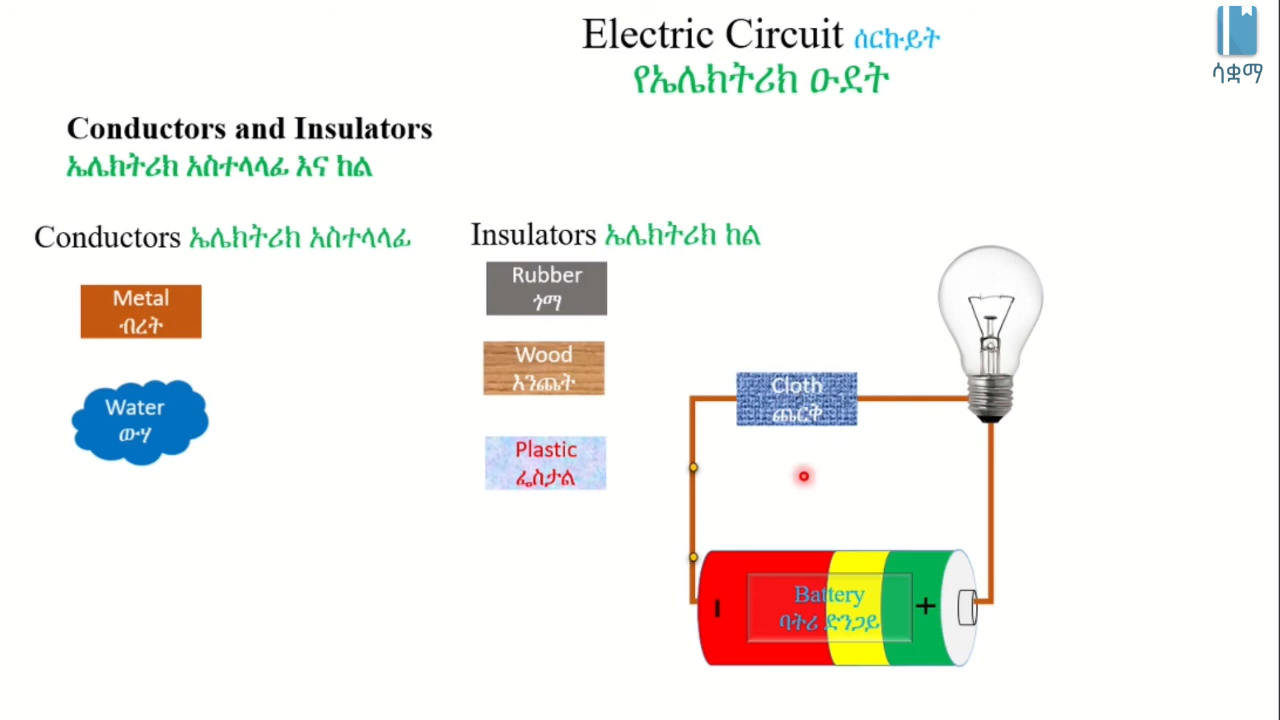 Electric Circuit ሰርኩይት
የኤሌክትሪክ ዑደት
ሳቋማ
Conductors and Insulators
ኤሌክትሪክ አስተላላፊ እና ከል
Conductors ኤሌክትሪክ አስተላላፊ
Insulators ኤሌክትሪክ ከል
Metal
ብረት
Water
ውሃ
Rubber
ጎማ
Wood
እንጨት
Plastic
ፌስታል
Cloth
ጨርቅ
Battery
ባትሪ ድንጋይ
+